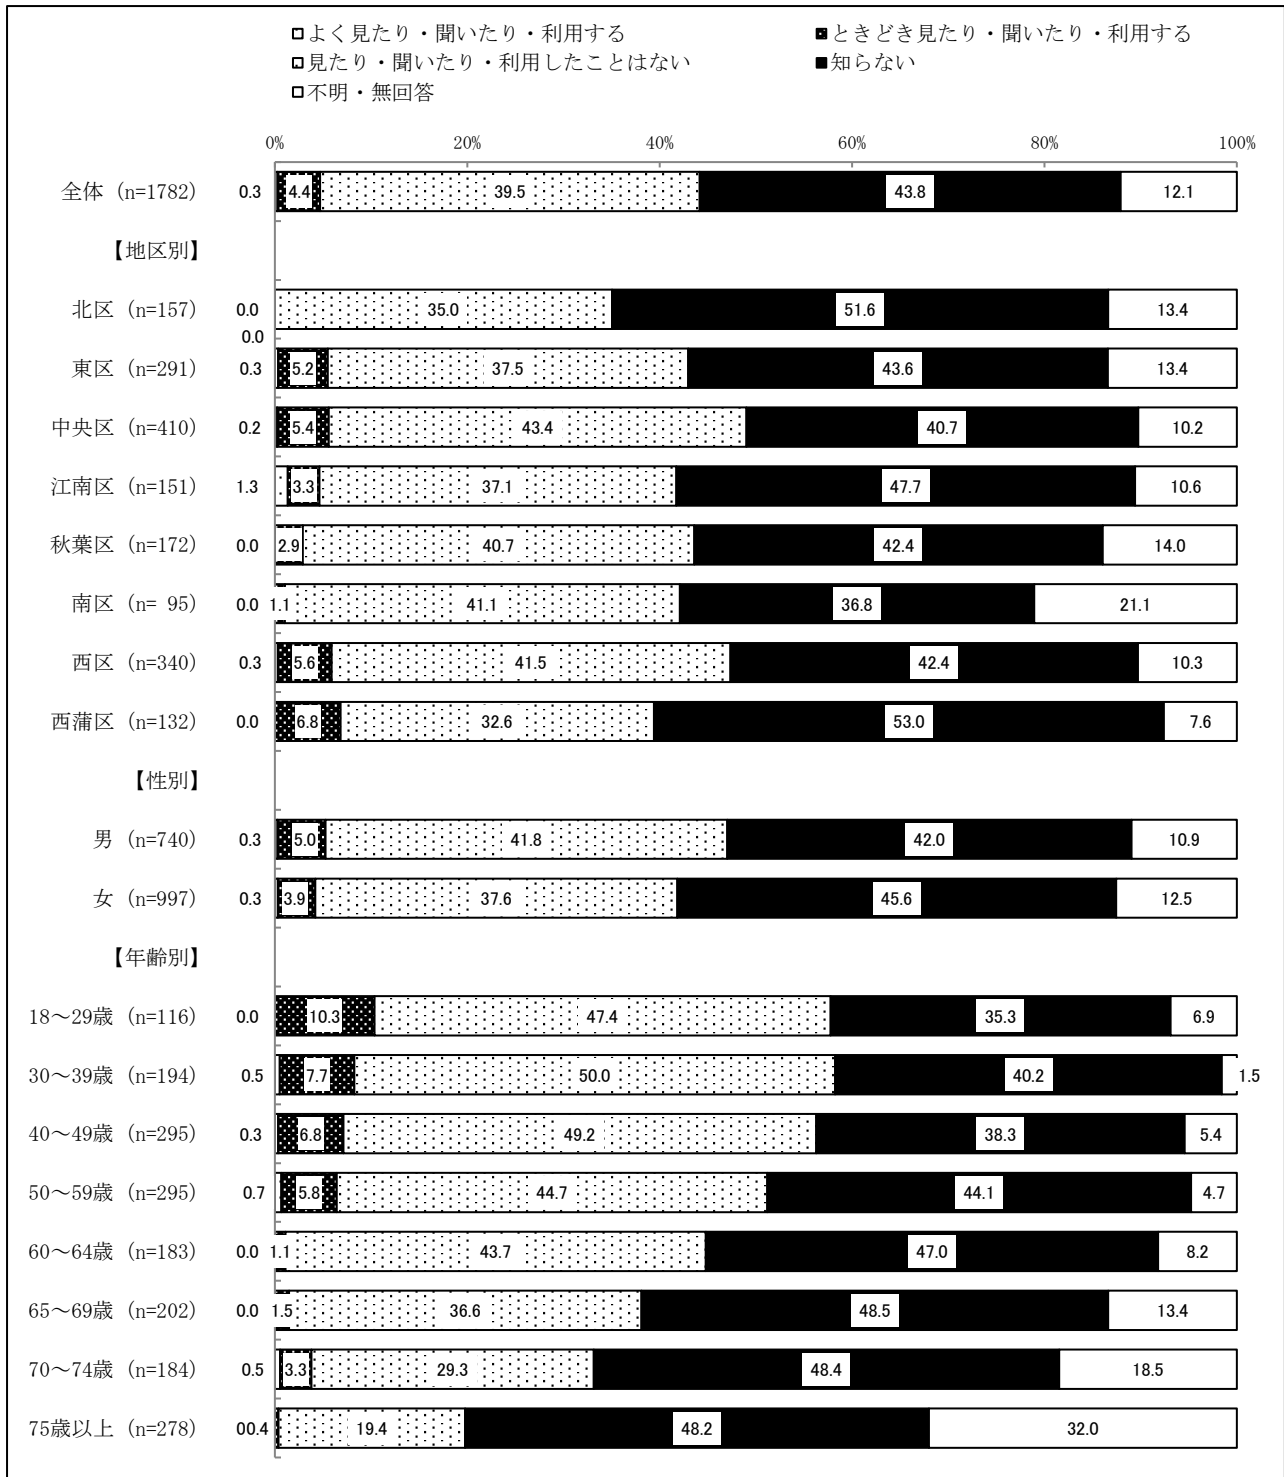 よく見たり・聞いたり・利用する ときどき見たり・聞いたり・利用する
見たり・聞いたり・利用したことはない 知らない
不明・無回答
0% 20% 40% 60% 80% 100%
全体 (n=1782) 0.3 4.4 39.5 43.8 12.1
【地区別】
北区 (n=157) 0.0 35.0 51.6 13.4
0.0
東区 (n=291) 0.3 5.2 37.5 43.6 13.4
中央区 (n=410) 0.2 5.4 43.4 40.7 10.2
江南区 (n=151) 1.3 3.3 37.1 47.7 10.6
秋葉区 (n=172) 0.0 2.9 40.7 42.4 14.0
南区 (n= 95) 0.0 1.1 41.1 36.8 21.1
西区 (n=340) 0.3 5.6 41.5 42.4 10.3
西蒲区 (n=132) 0.0 6.8 32.6 53.0 7.6
【性別】
男 (n=740) 0.3 5.0 41.8 42.0 10.9
女 (n=997) 0.3 3.9 37.6 45.6 12.5
【年齢別】
18～29歳 (n=116) 0.0 10.3 47.4 35.3 6.9
30～39歳 (n=194) 0.5 7.7 50.0 40.2 1.5
40～49歳 (n=295) 0.3 6.8 49.2 38.3 5.4
50～59歳 (n=295) 0.7 5.8 44.7 44.1 4.7
60～64歳 (n=183) 0.0 1.1 43.7 47.0 8.2
65～69歳 (n=202) 0.0 1.5 36.6 48.5 13.4
70～74歳 (n=184) 0.5 3.3 29.3 48.4 18.5
75歳以上 (n=278) 19.4 48.2 32.0